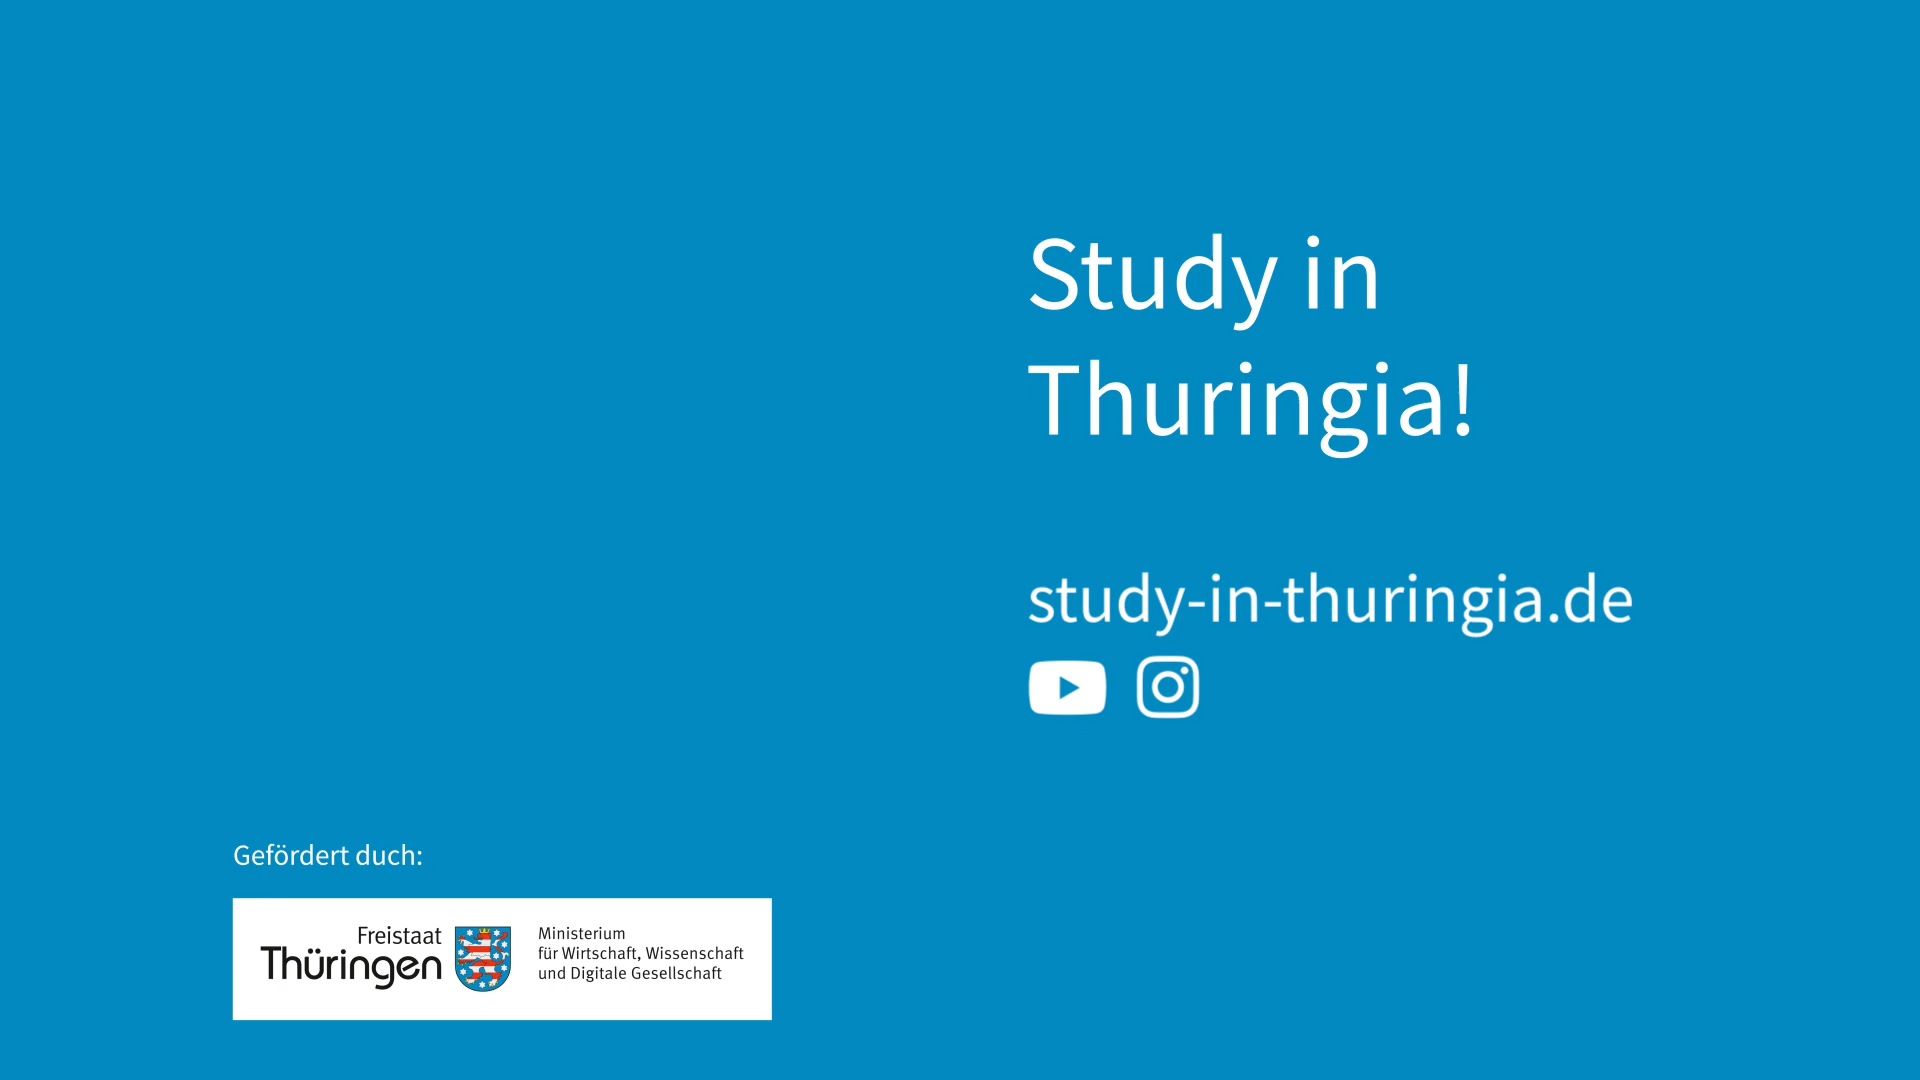 Study in
Thuringia!
study-in-thuringia.de
Gefördert duch:
Freistaat
Thüringen
Ministerium
für Wirtschaft, Wissenschaft
und Digitale Gesellschaft